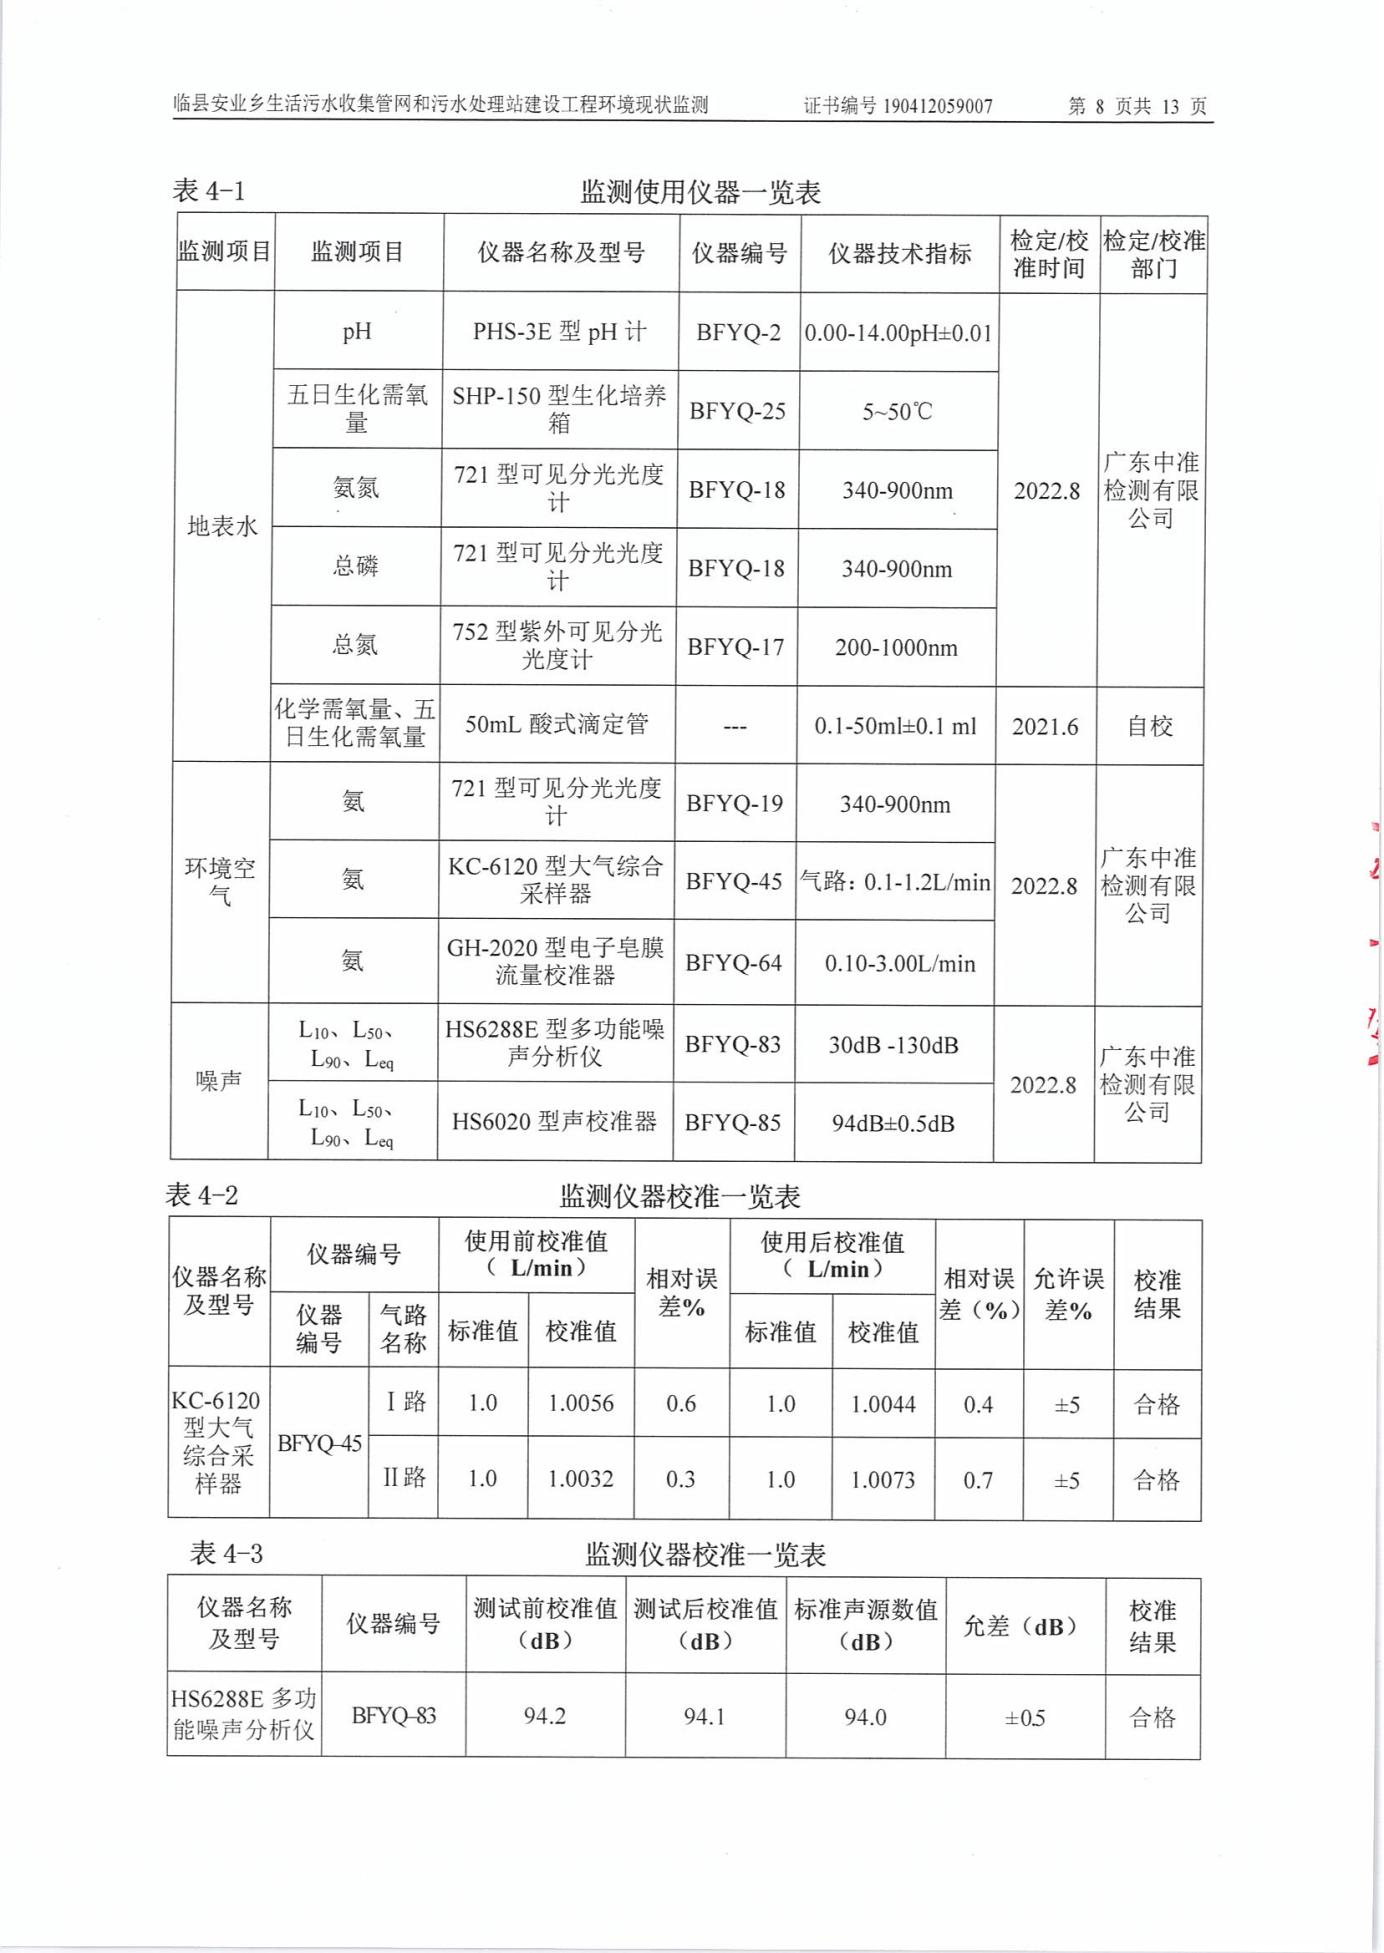 临县安业乡生活污水收集管网和污水处理站建设工程环境现状监测 证书编号 190412059007 第 8 页共 13 页
表 4-1 监测使用仪器一览表
监测项目 监测项目 仪器名称及型号 仪器编号 仪器技术指标 检定/校准时间 检定/校准部门
地表水 pH PHS-3E 型 pH 计 BFYQ-2 0.00-14.00pH±0.01 2022.8 广东中准检测有限公司
五日生化需氧量 SHP-150 型生化培养箱 BFYQ-25 5~50℃
氨氮 721 型可见分光光度计 BFYQ-18 340-900nm
总磷 721 型可见分光光度计 BFYQ-18 340-900nm
总氮 752 型紫外可见分光光度计 BFYQ-17 200-1000nm
化学需氧量、五日生化需氧量 50mL 酸式滴定管 --- 0.1-50ml±0.1 ml 2021.6 自校
环境空气 氨 721 型可见分光光度计 BFYQ-19 340-900nm 2022.8 广东中准检测有限公司
氨 KC-6120 型大气综合采样器 BFYQ-45 气路：0.1-1.2L/min
氨 GH-2020 型电子皂膜流量校准器 BFYQ-64 0.10-3.00L/min
噪声 L10、L50、L90、Leq HS6288E 型多功能噪声分析仪 BFYQ-83 30dB -130dB 2022.8 广东中准检测有限公司
L10、L50、L90、Leq HS6020 型声校准器 BFYQ-85 94dB±0.5dB
表 4-2 监测仪器校准一览表
仪器名称及型号 仪器编号 使用前校准值（ L/min） 相对误差% 使用后校准值（ L/min） 相对误差（%） 允许误差% 校准结果
仪器编号 气路名称 标准值 校准值 标准值 校准值
KC-6120 型大气综合采样器 BFYQ-45 Ⅰ路 1.0 1.0056 0.6 1.0 1.0044 0.4 ±5 合格
Ⅱ路 1.0 1.0032 0.3 1.0 1.0073 0.7 ±5 合格
表 4-3 监测仪器校准一览表
仪器名称及型号 仪器编号 测试前校准值（dB） 测试后校准值（dB） 标准声源数值（dB） 允差（dB） 校准结果
HS6288E 多功能噪声分析仪 BFYQ-83 94.2 94.1 94.0 ±0.5 合格